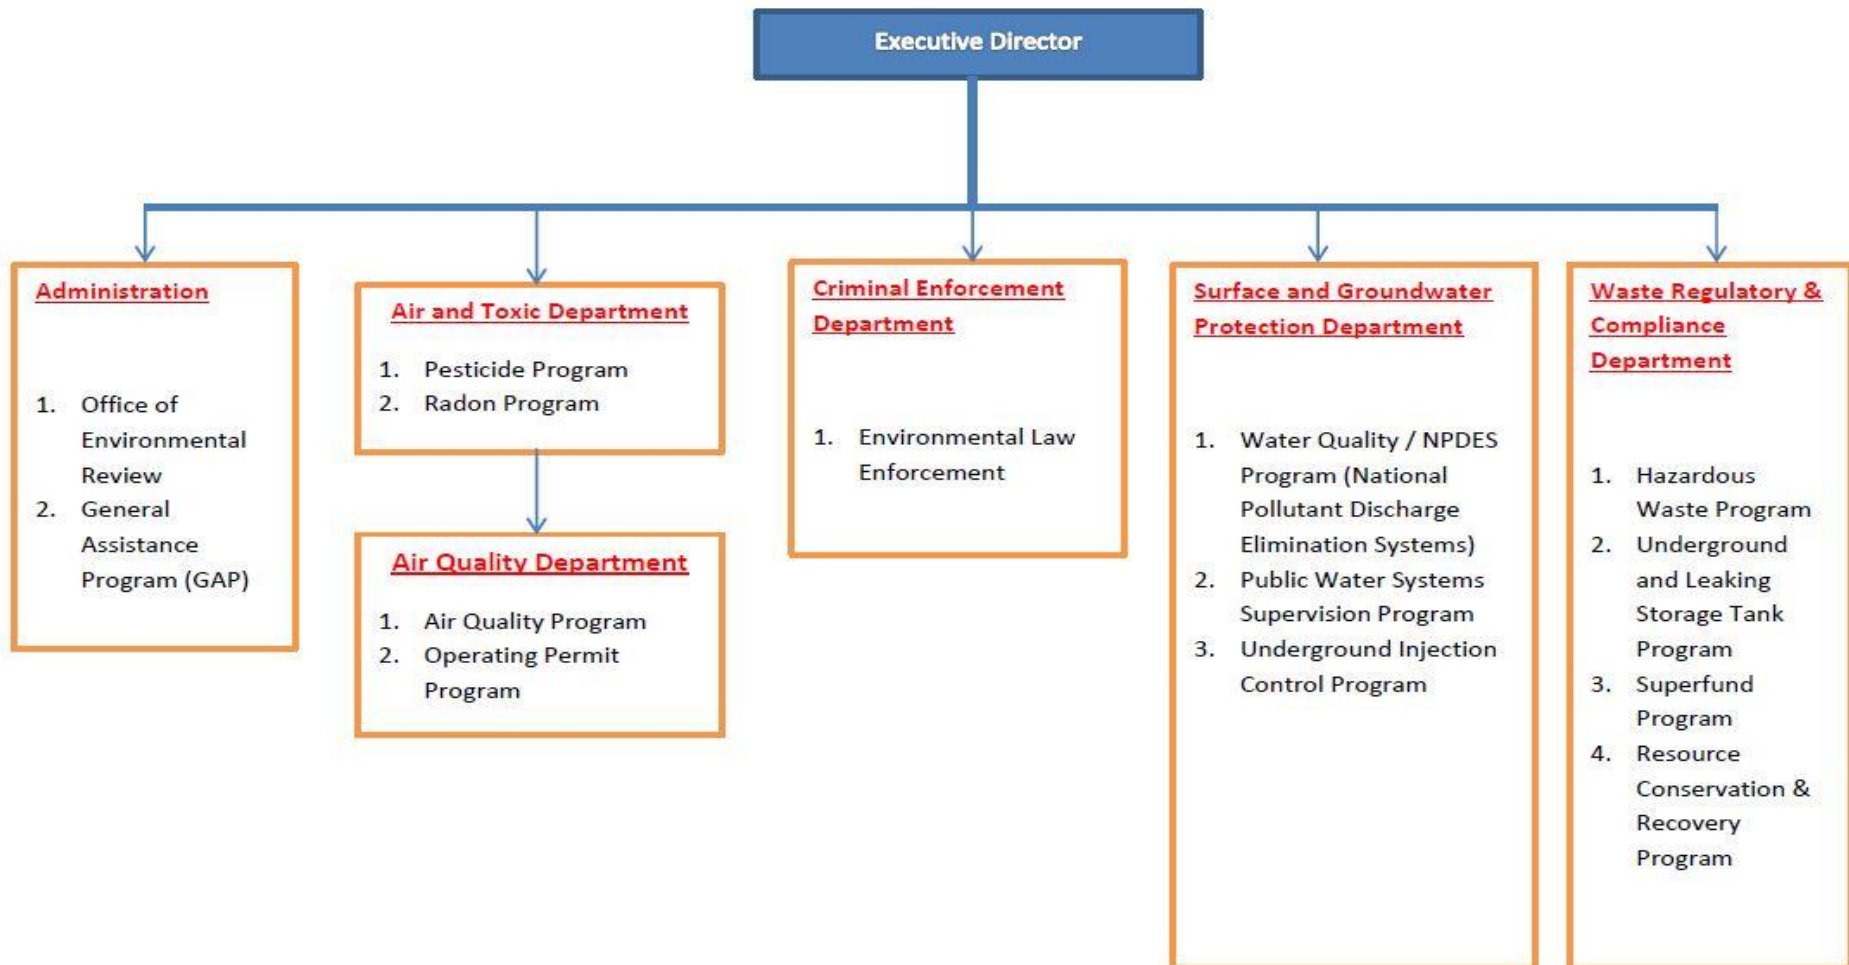 Executive Director
Administration
1. Office of
Environmental
Review
2. General
Assistance
Program (GAP)
Air and Toxic Department
1. Pesticide Program
2. Radon Program
Air Quality Department
1. Air Quality Program
2. Operating Permit
Program
Criminal Enforcement
Department
1. Environmental Law
Enforcement
Surface and Groundwater
Protection Department
1. Water Quality / NPDES
Program (National
Pollutant Discharge
Elimination Systems)
2. Public Water Systems
Supervision Program
3. Underground Injection
Control Program
Waste Regulatory &
Compliance
Department
1. Hazardous
Waste Program
2. Underground
and Leaking
Storage Tank
Program
3. Superfund
Program
4. Resource
Conservation &
Recovery
Program